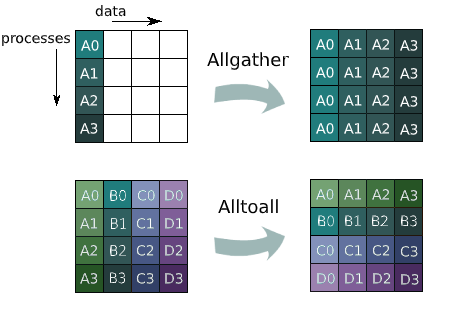 data
processes
A0
A1
A2
A3
Allgather
A0 A1 A2 A3
A0 A1 A2 A3
A0 A1 A2 A3
A0 A1 A2 A3
A0 B0 C0 D0
A1 B1 C1 D1
A2 B2 C2 D2
A3 B3 C3 D3
Alltoall
A0 A1 A2 A3
B0 B1 B2 B3
C0 C1 C2 C3
D0 D1 D2 D3